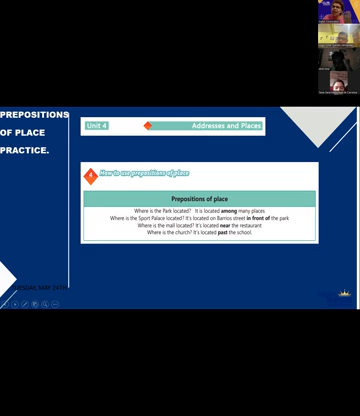 PREPOSITIONS
OF PLACE
PRACTICE.
Unit 4
Addresses and Places
4
How to use prepositions of place
Prepositions of place
Where is the Park located? It is located among many places
Where is the Sport Palace located? It's located on Barrios street in front of the park
Where is the mall located? It's located near the restaurant
Where is the church? It's located past the school.
MAY 24TH